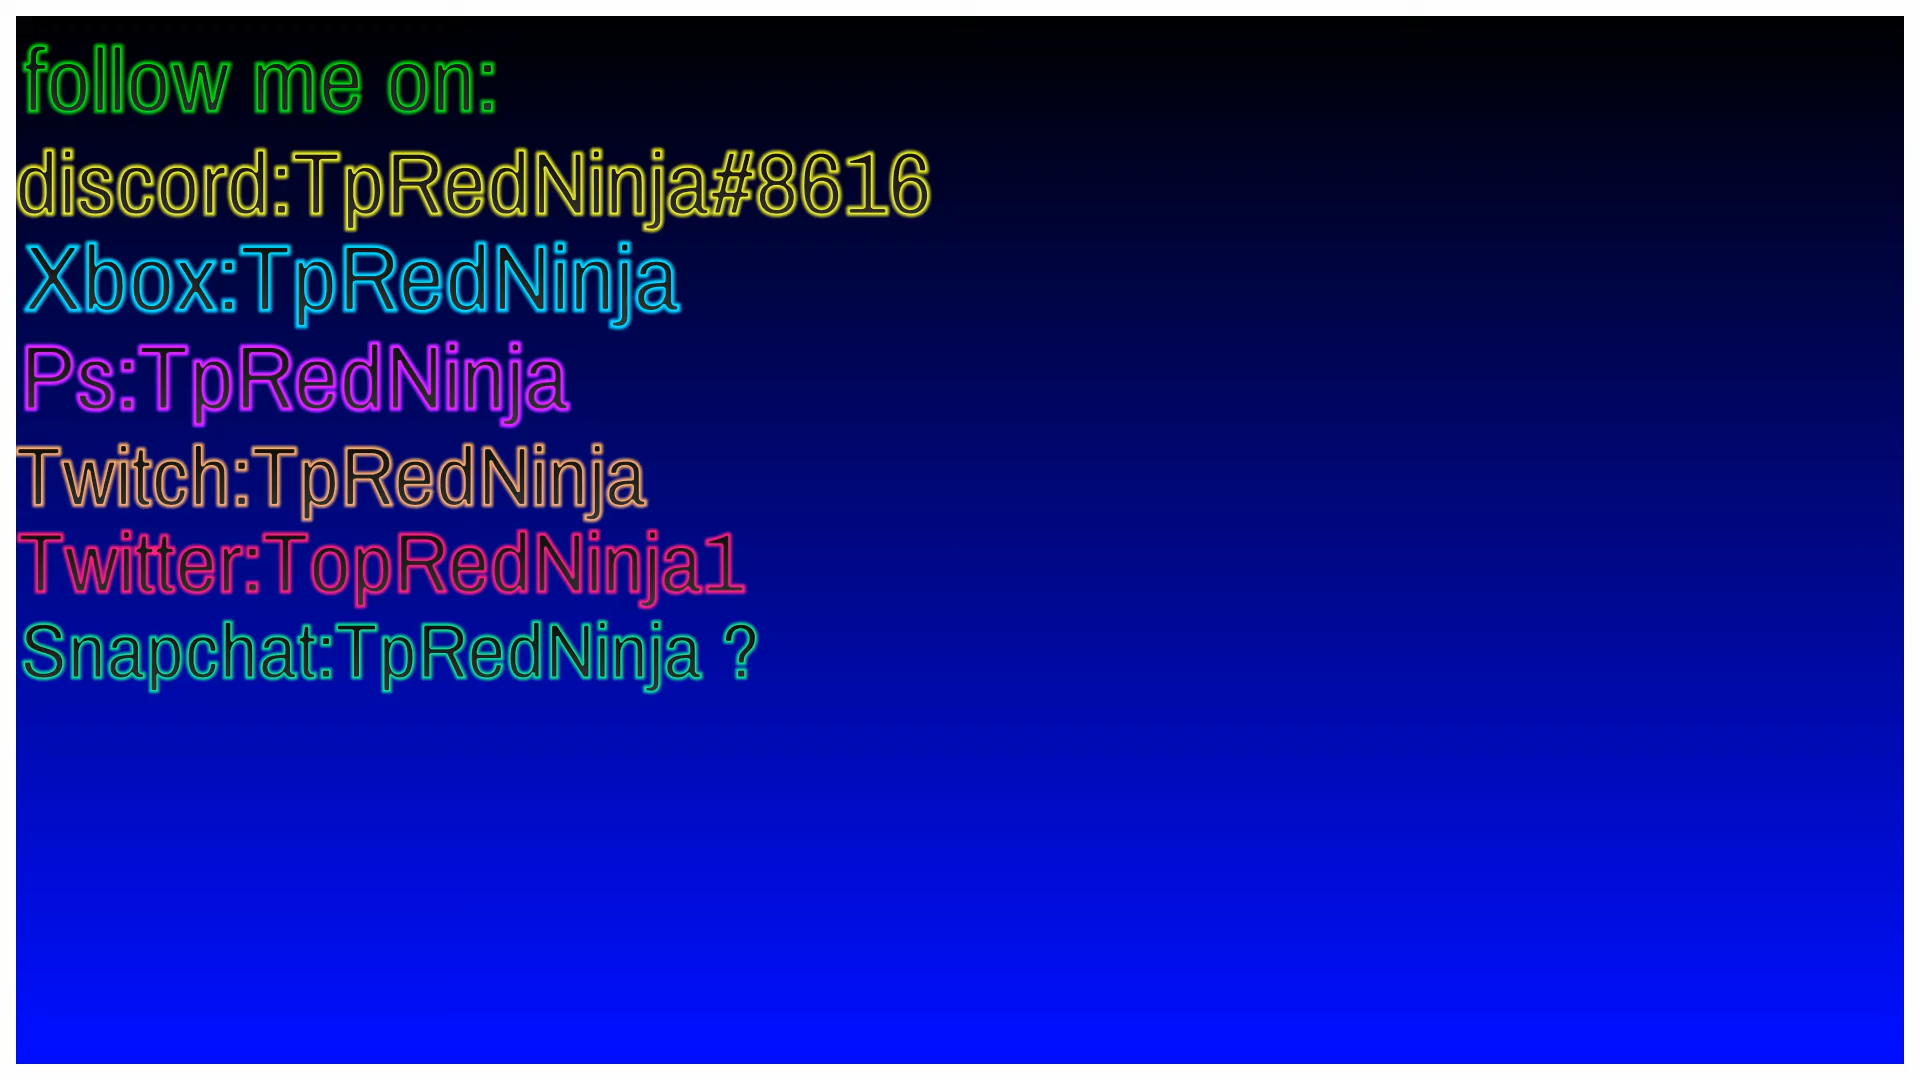 follow me on:
discord:TpRedNinja#8616
Xbox:TpRedNinja
Ps:TpRedNinja
Twitch:TpRedNinja
Twitter:TopRedNinja1
Snapchat:TpRedNinja ?